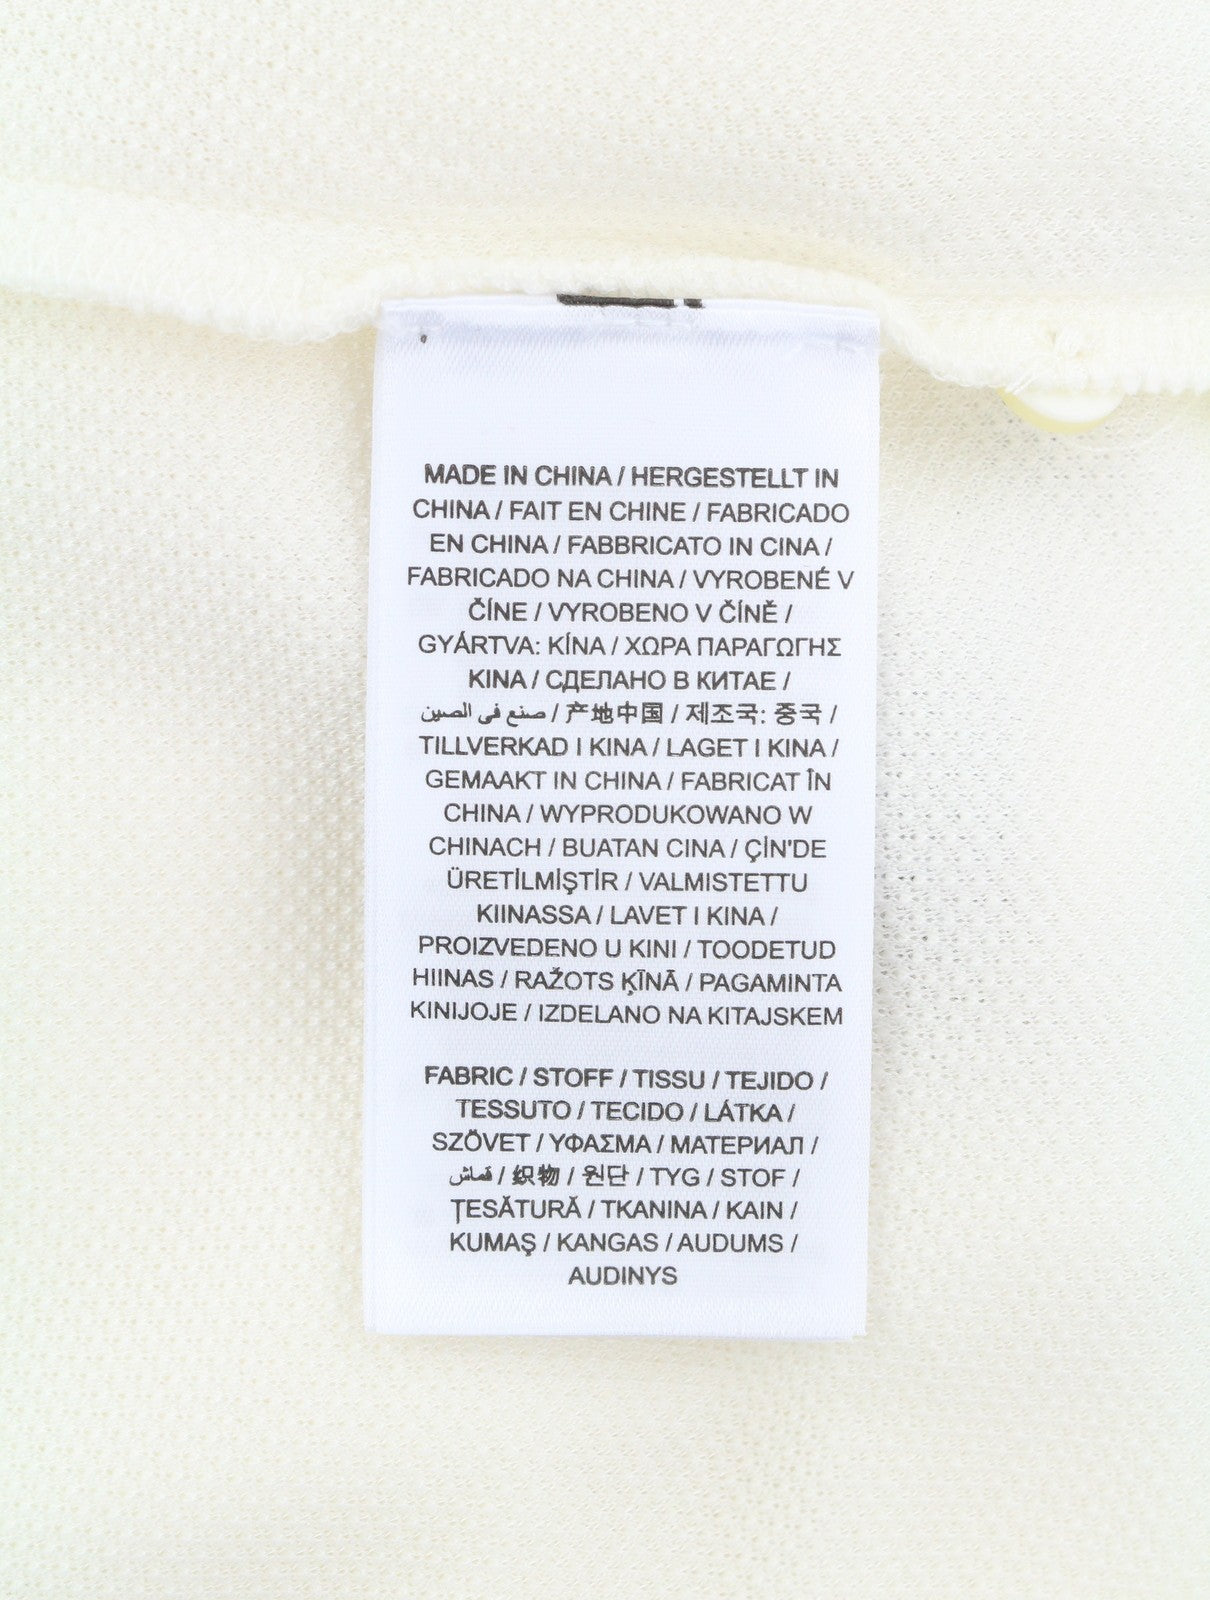 MADE IN CHINA / HERGESTELLT IN
CHINA / FAIT EN CHINE / FABRICADO
EN CHINA / FABBRICATO IN CINA /
FABRICADO NA CHINA / VYROBENÉ V
ČÍNE / VYROBENO V ČÍNĚ /
GYÁRTVA: KÍNA / ΧΩΡΑ ΠΑΡΑΓΩΓΗΣ
ΚΙΝΑ / СДЕЛАНО В КИТАЕ /
صنع في الصين / 产地中国 / 제조국: 중국 /
TILLVERKAD I KINA / LAGET I KINA /
GEMAAKT IN CHINA / FABRICAT ÎN
CHINA / WYPRODUKOWANO W
CHINACH / BUATAN CINA / ÇİN'DE
ÜRETİLMİŞTİR / VALMISTETTU
KIINASSA / LAVET I KINA /
PROIZVEDENO U KINI / TOODETUD
HIINAS / RAŽOTS ĶĪNĀ / PAGAMINTA
KINIJOJE / IZDELANO NA KITAJSKEM
FABRIC / STOFF / TISSU / TEJIDO /
TESSUTO / TECIDO / LÁTKA /
SZÖVET / ΥΦΑΣΜΑ / МАТЕРИАЛ /
قماش / 织物 / 원단 / TYG / STOF /
ŢESĂTURĂ / TKANINA / KAIN /
KUMAŞ / KANGAS / AUDUMS /
AUDINYS